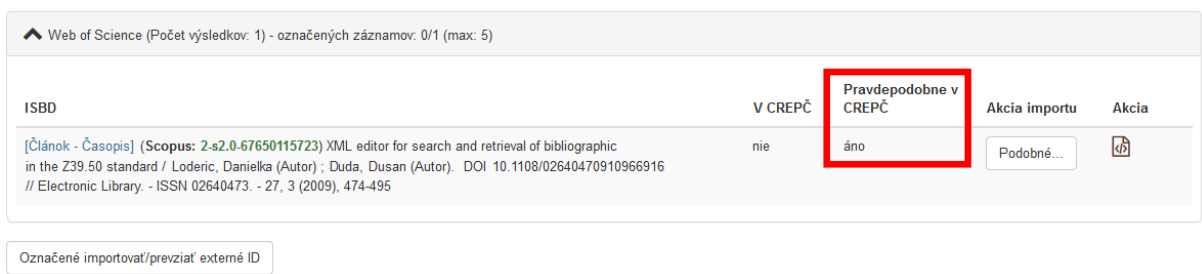 Web of Science (Počet výsledkov: 1) - označených záznamov: 0/1 (max: 5)
ISBD V CREPČ Pravdepodobne v CREPČ Akcia importu Akcia
[Článok - Časopis] (Scopus: 2-s2.0-67650115723) XML editor for search and retrieval of bibliographic nie áno Podobné...
in the Z39.50 standard / Loderic, Danielka (Autor) ; Duda, Dusan (Autor). DOI 10.1108/02640470910966916
// Electronic Library. - ISSN 02640473. - 27, 3 (2009), 474-495
Označené importovať/prevziať externé ID